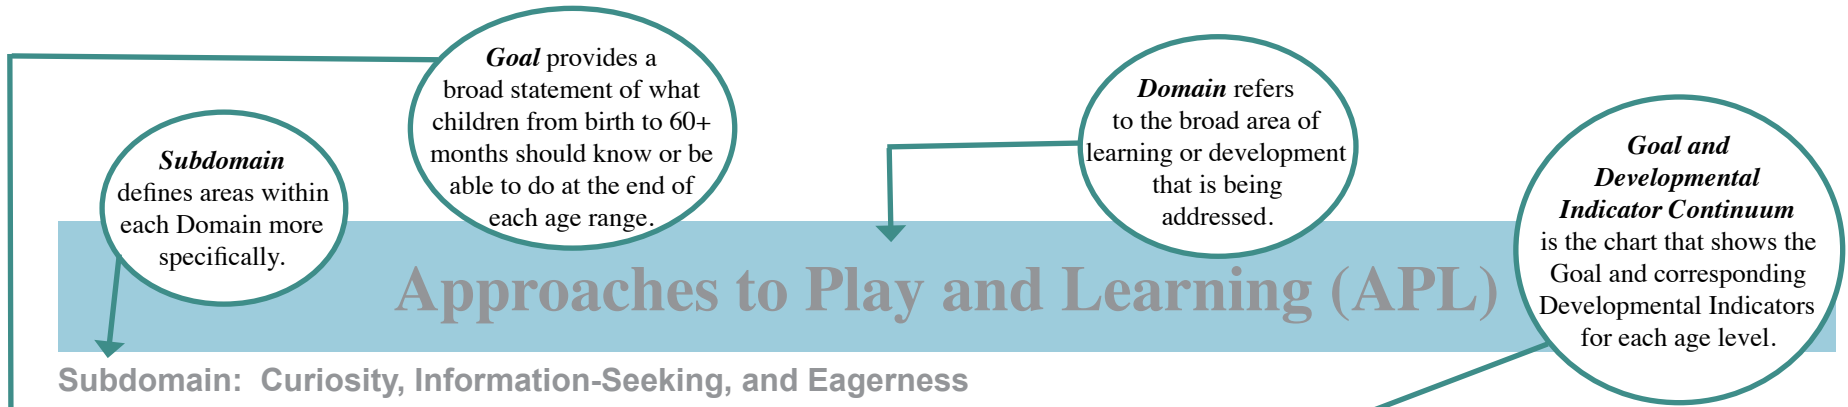 Goal provides a
broad statement of what
children from birth to 60+
months should know or be
able to do at the end of
each age range.
Domain refers
to the broad area of
learning or development
that is being
addressed.
Subdomain
defines areas within
each Domain more
specifically.
Goal and
Developmental
Indicator Continuum
is the chart that shows the
Goal and corresponding
Developmental Indicators
for each age level.
Approaches to Play and Learning (APL)
Subdomain: Curiosity, Information-Seeking, and Eagerness